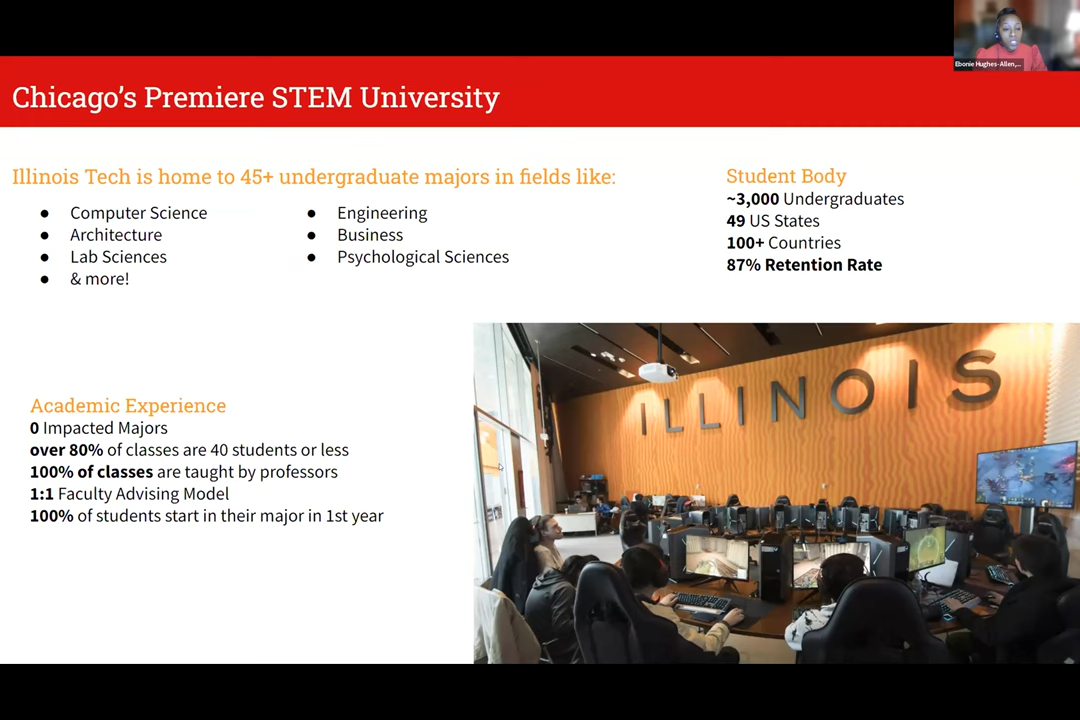 Ebonie Hughes-Allen,...
Chicago's Premiere STEM University
Illinois Tech is home to 45+ undergraduate majors in fields like:
● Computer Science
● Architecture
● Lab Sciences
● & more!
● Engineering
● Business
● Psychological Sciences
Student Body
~3,000 Undergraduates
49 US States
100+ Countries
87% Retention Rate
Academic Experience
0 Impacted Majors
over 80% of classes are 40 students or less
100% of classes are taught by professors
1:1 Faculty Advising Model
100% of students start in their major in 1st year
ILLINOIS